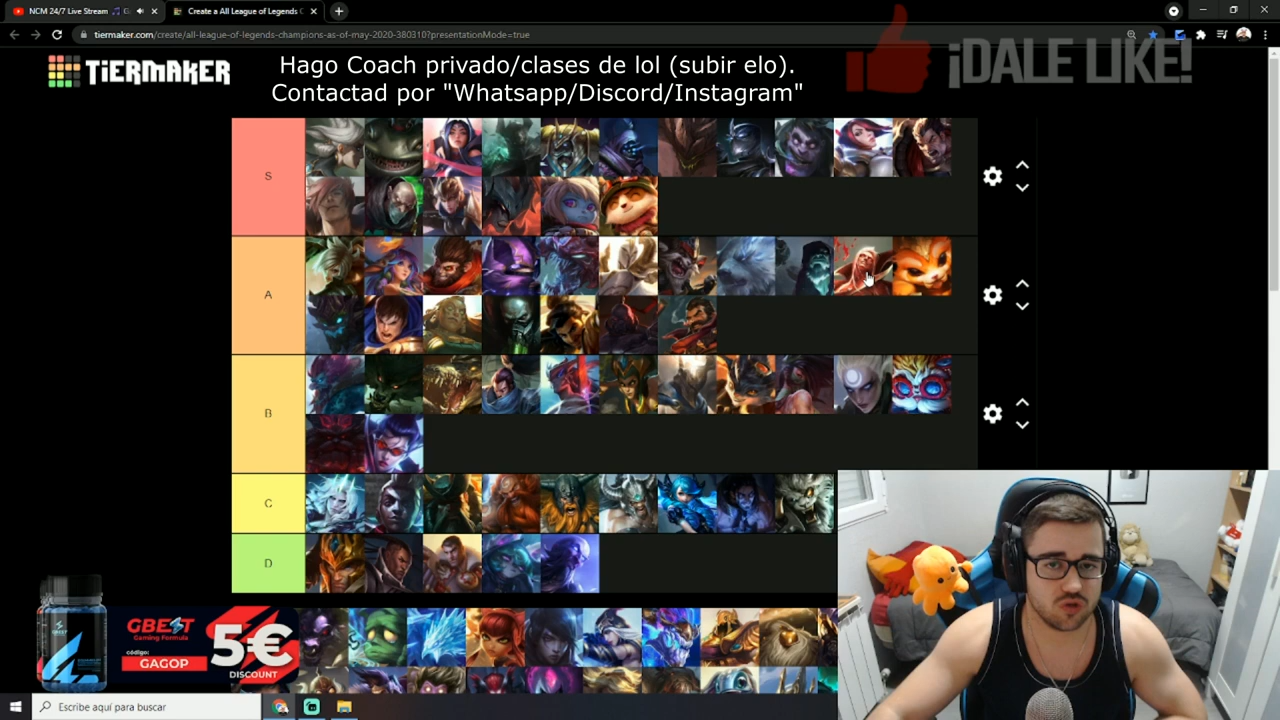 NCM 24/7 Live Stream
Create a All League of Legends C
tiermaker.com/create/all-league-of-legends-champions-as-of-may-2020-380310?presentationMode=true
TIERMAKER
Hago Coach privado/clases de lol (subir elo).
Contactad por "Whatsapp/Discord/Instagram"
¡DALE LIKE!
S
A
B
C
D
GBEST
Gaming Formula
código:
GAGOP
5€
DISCOUNT
Escribe aquí para buscar